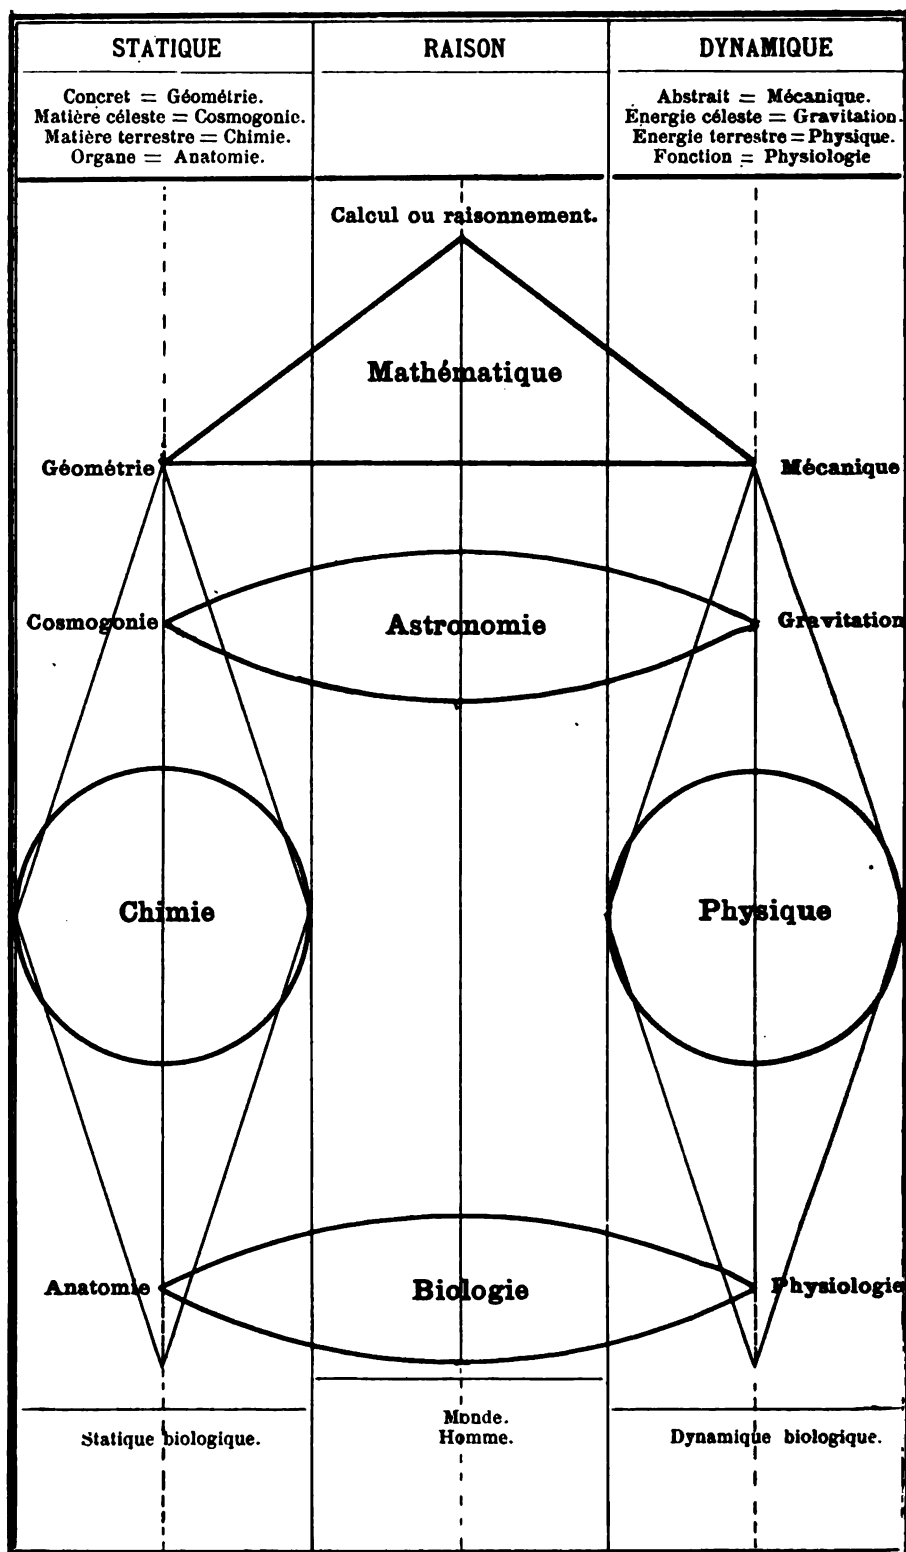 STATIQUE
RAISON
DYNAMIQUE
Concret = Géométrie.
Matière céleste = Cosmogonie.
Matière terrestre = Chimie.
Organe = Anatomie.
Abstrait = Mécanique.
Energie céleste = Gravitation.
Energie terrestre = Physique.
Fonction = Physiologie
Calcul ou raisonnement.
Mathématique
Géométrie
Mécanique
Cosmogonie
Astronomie
Gravitation
Chimie
Physique
Anatomie
Biologie
Physiologie
Statique biologique.
Monde.
Homme.
Dynamique biologique.